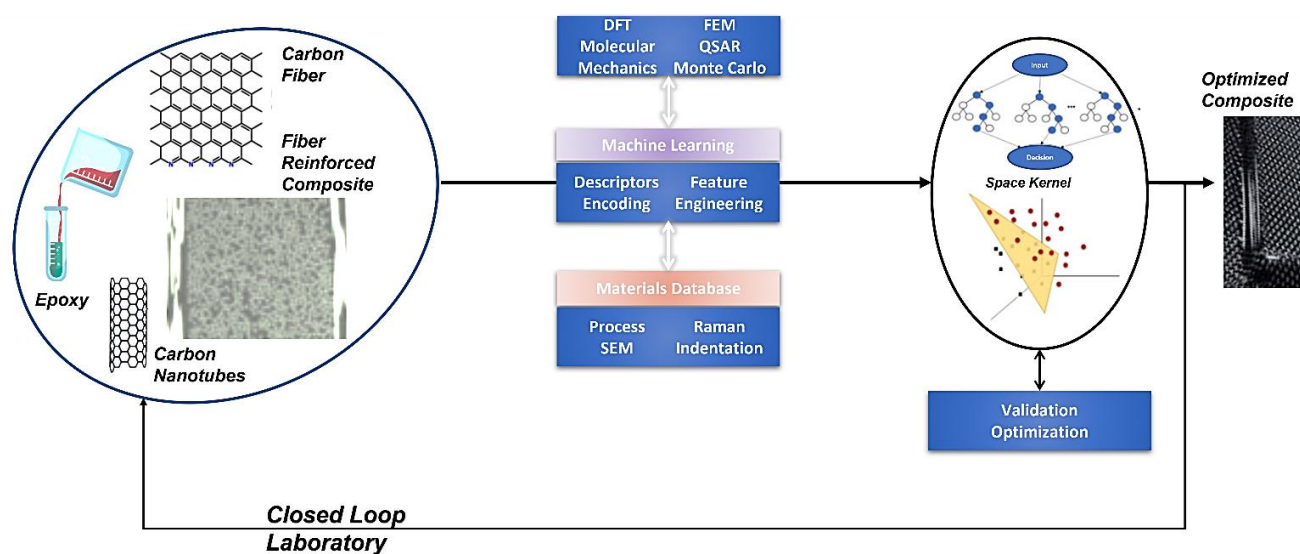 Carbon
Fiber
Fiber
Reinforced
Composite
Epoxy
Carbon
Nanotubes
DFT FEM
Molecular QSAR
Mechanics Monte Carlo
Machine Learning
Descriptors Feature
Encoding Engineering
Materials Database
Process Raman
SEM Indentation
Input
...
Decision
Space Kernel
Validation
Optimization
Optimized
Composite
Closed Loop
Laboratory
N N N N